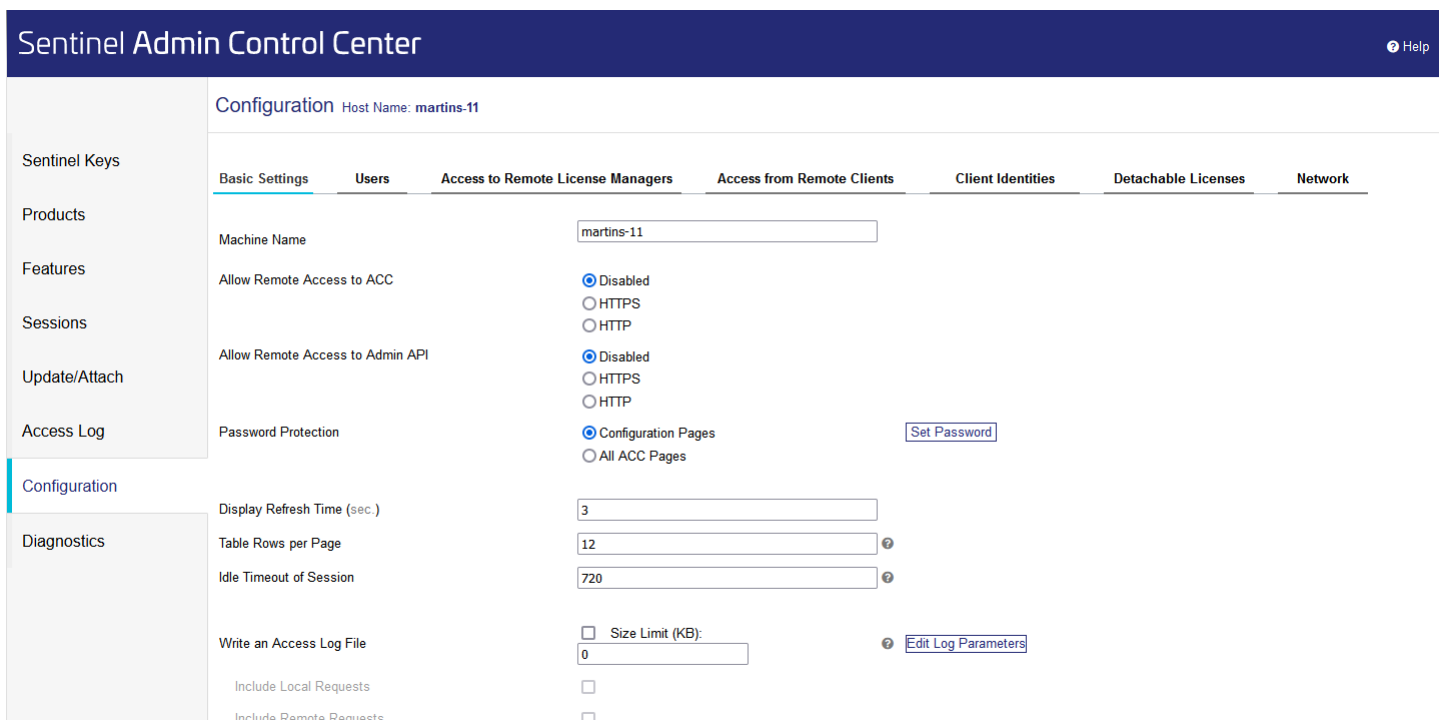 Sentinel Admin Control Center
Help
Configuration Host Name: martins-11
Sentinel Keys
Products
Features
Sessions
Update/Attach
Access Log
Configuration
Diagnostics
Basic Settings Users Access to Remote License Managers Access from Remote Clients Client Identities Detachable Licenses Network
Machine Name martins-11
Allow Remote Access to ACC Disabled
HTTPS
HTTP
Allow Remote Access to Admin API Disabled
HTTPS
HTTP
Password Protection Configuration Pages Set Password
All ACC Pages
Display Refresh Time (sec.) 3
Table Rows per Page 12 ?
Idle Timeout of Session 720 ?
Write an Access Log File Size Limit (KB): ? Edit Log Parameters
0
Include Local Requests
Include Remote Requests